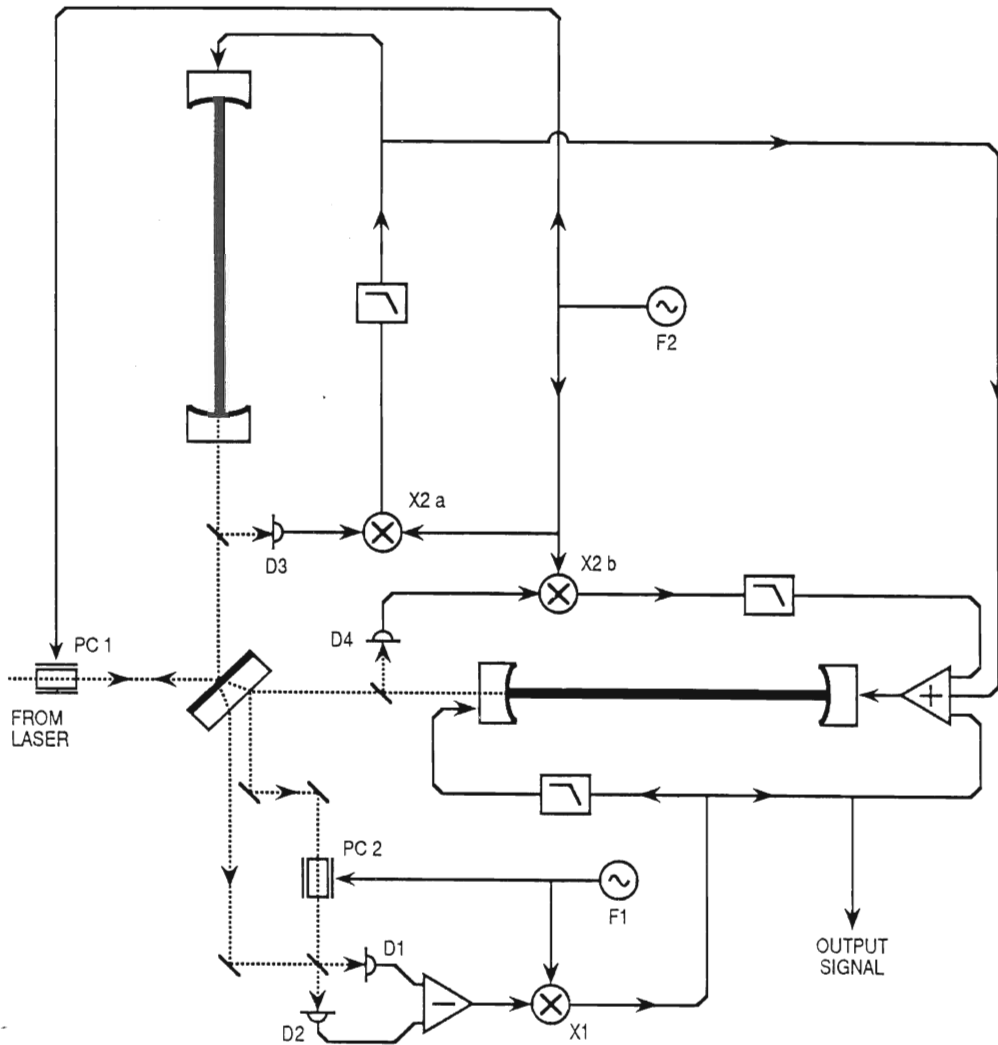 F2
X2 a
D3
X2 b
D4
PC 1
FROM
LASER
PC 2
F1
D1
OUTPUT
SIGNAL
D2
X1